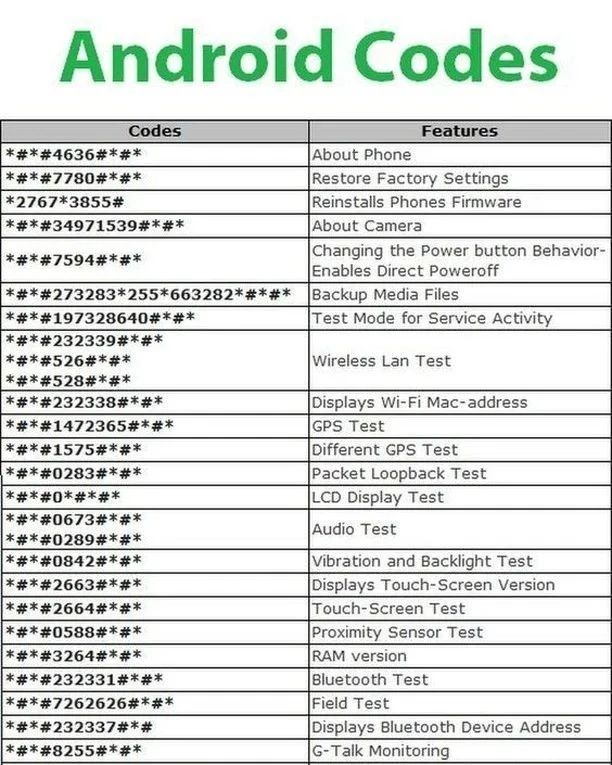 Android Codes
Codes Features
*#*#4636#*#* About Phone
*#*#7780#*#* Restore Factory Settings
*2767*3855# Reinstalls Phones Firmware
*#*#34971539#*#* About Camera
*#*#7594#*#* Changing the Power button Behavior-
Enables Direct Poweroff
*#*#273283*255*663282*#*#* Backup Media Files
*#*#197328640#*#* Test Mode for Service Activity
*#*#232339#*#*
*#*#526#*#* Wireless Lan Test
*#*#528#*#*
*#*#232338#*#* Displays Wi-Fi Mac-address
*#*#1472365#*#* GPS Test
*#*#1575#*#* Different GPS Test
*#*#0283#*#* Packet Loopback Test
*#*#0*#*#* LCD Display Test
*#*#0673#*#* Audio Test
*#*#0289#*#*
*#*#0842#*#* Vibration and Backlight Test
*#*#2663#*#* Displays Touch-Screen Version
*#*#2664#*#* Touch-Screen Test
*#*#0588#*#* Proximity Sensor Test
*#*#3264#*#* RAM version
*#*#232331#*#* Bluetooth Test
*#*#7262626#*#* Field Test
*#*#232337#*# Displays Bluetooth Device Address
*#*#8255#*#* G-Talk Monitoring